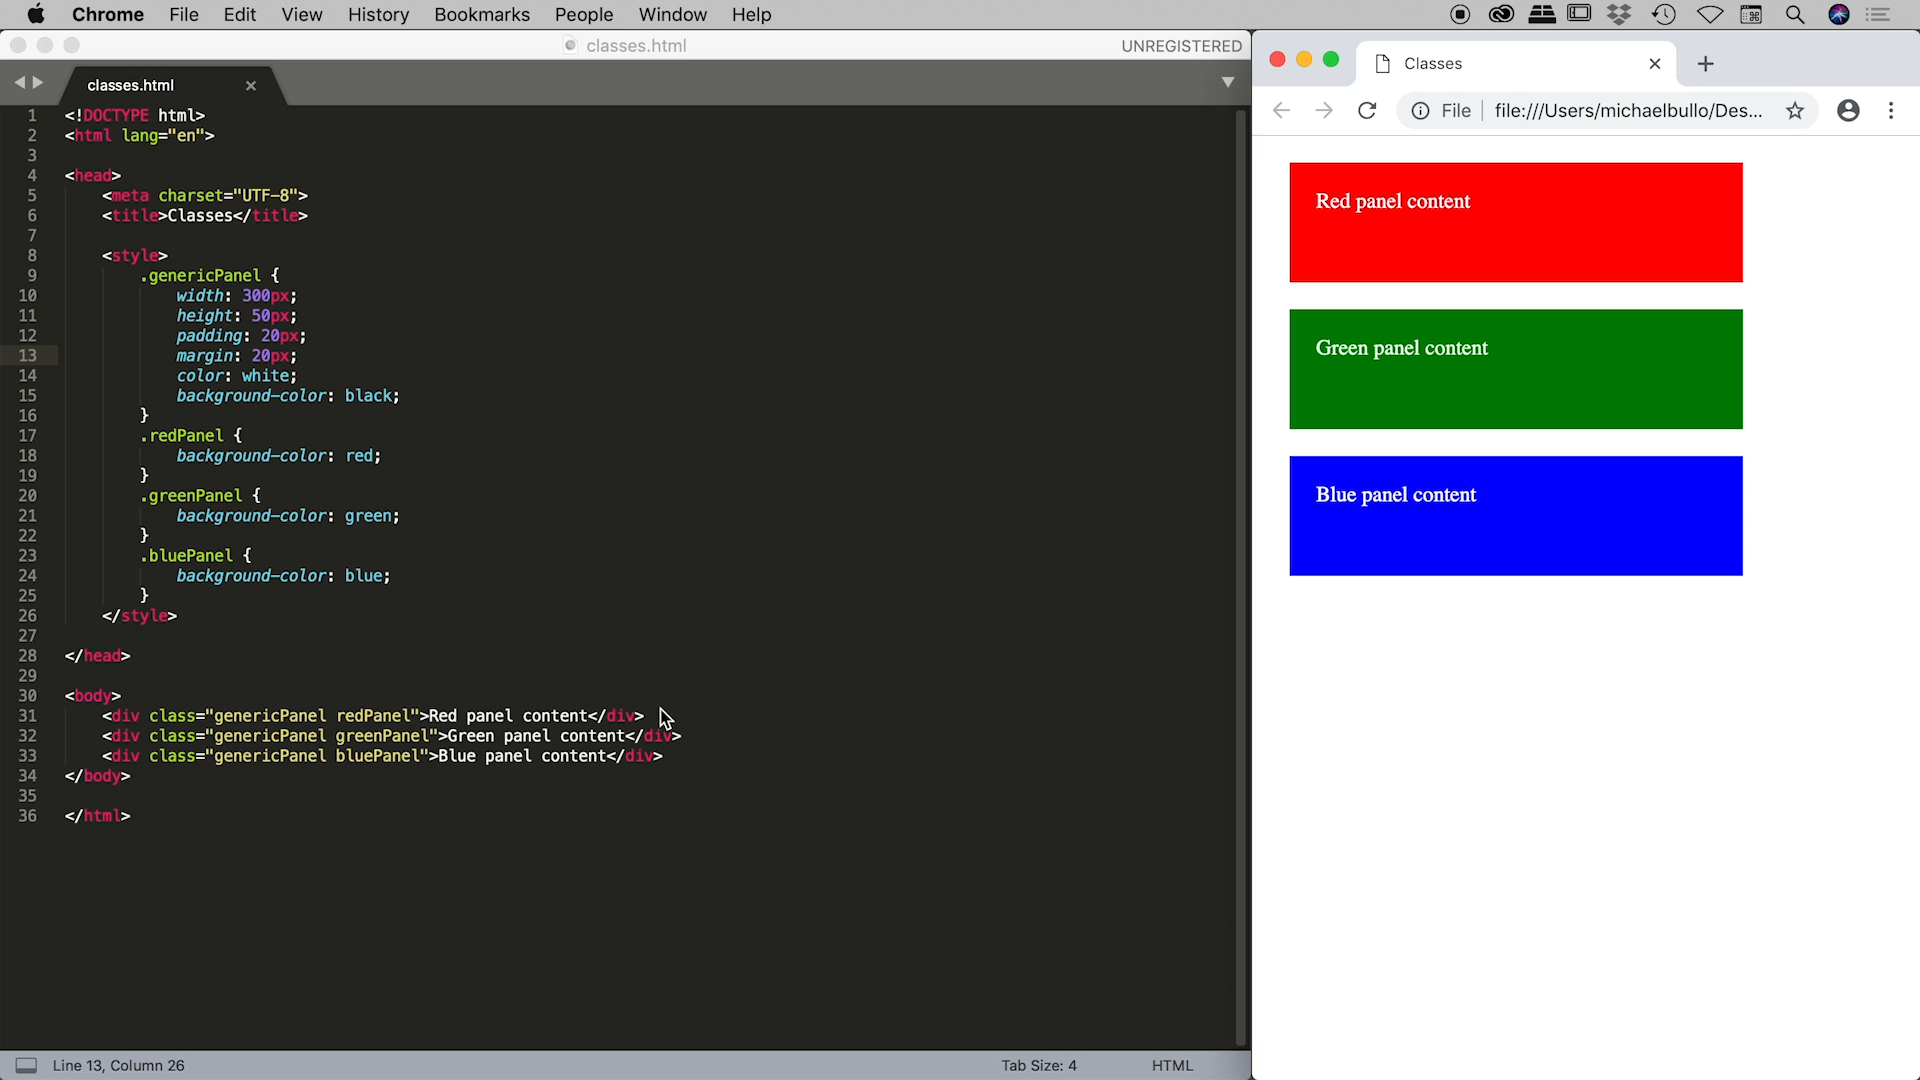 Chrome File Edit View History Bookmarks People Window Help
classes.html UNREGISTERED
classes.html
1 <!DOCTYPE html>
2 <html lang="en">
3
4 <head>
5 <meta charset="UTF-8">
6 <title>Classes</title>
7
8 <style>
9 .genericPanel {
10 width: 300px;
11 height: 50px;
12 padding: 20px;
13 margin: 20px;
14 color: white;
15 background-color: black;
16 }
17 .redPanel {
18 background-color: red;
19 }
20 .greenPanel {
21 background-color: green;
22 }
23 .bluePanel {
24 background-color: blue;
25 }
26 </style>
27
28 </head>
29
30 <body>
31 <div class="genericPanel redPanel">Red panel content</div>
32 <div class="genericPanel greenPanel">Green panel content</div>
33 <div class="genericPanel bluePanel">Blue panel content</div>
34 </body>
35
36 </html>
Line 13, Column 26 Tab Size: 4 HTML
Classes
File file:///Users/michaelbullo/Des...
Red panel content
Green panel content
Blue panel content